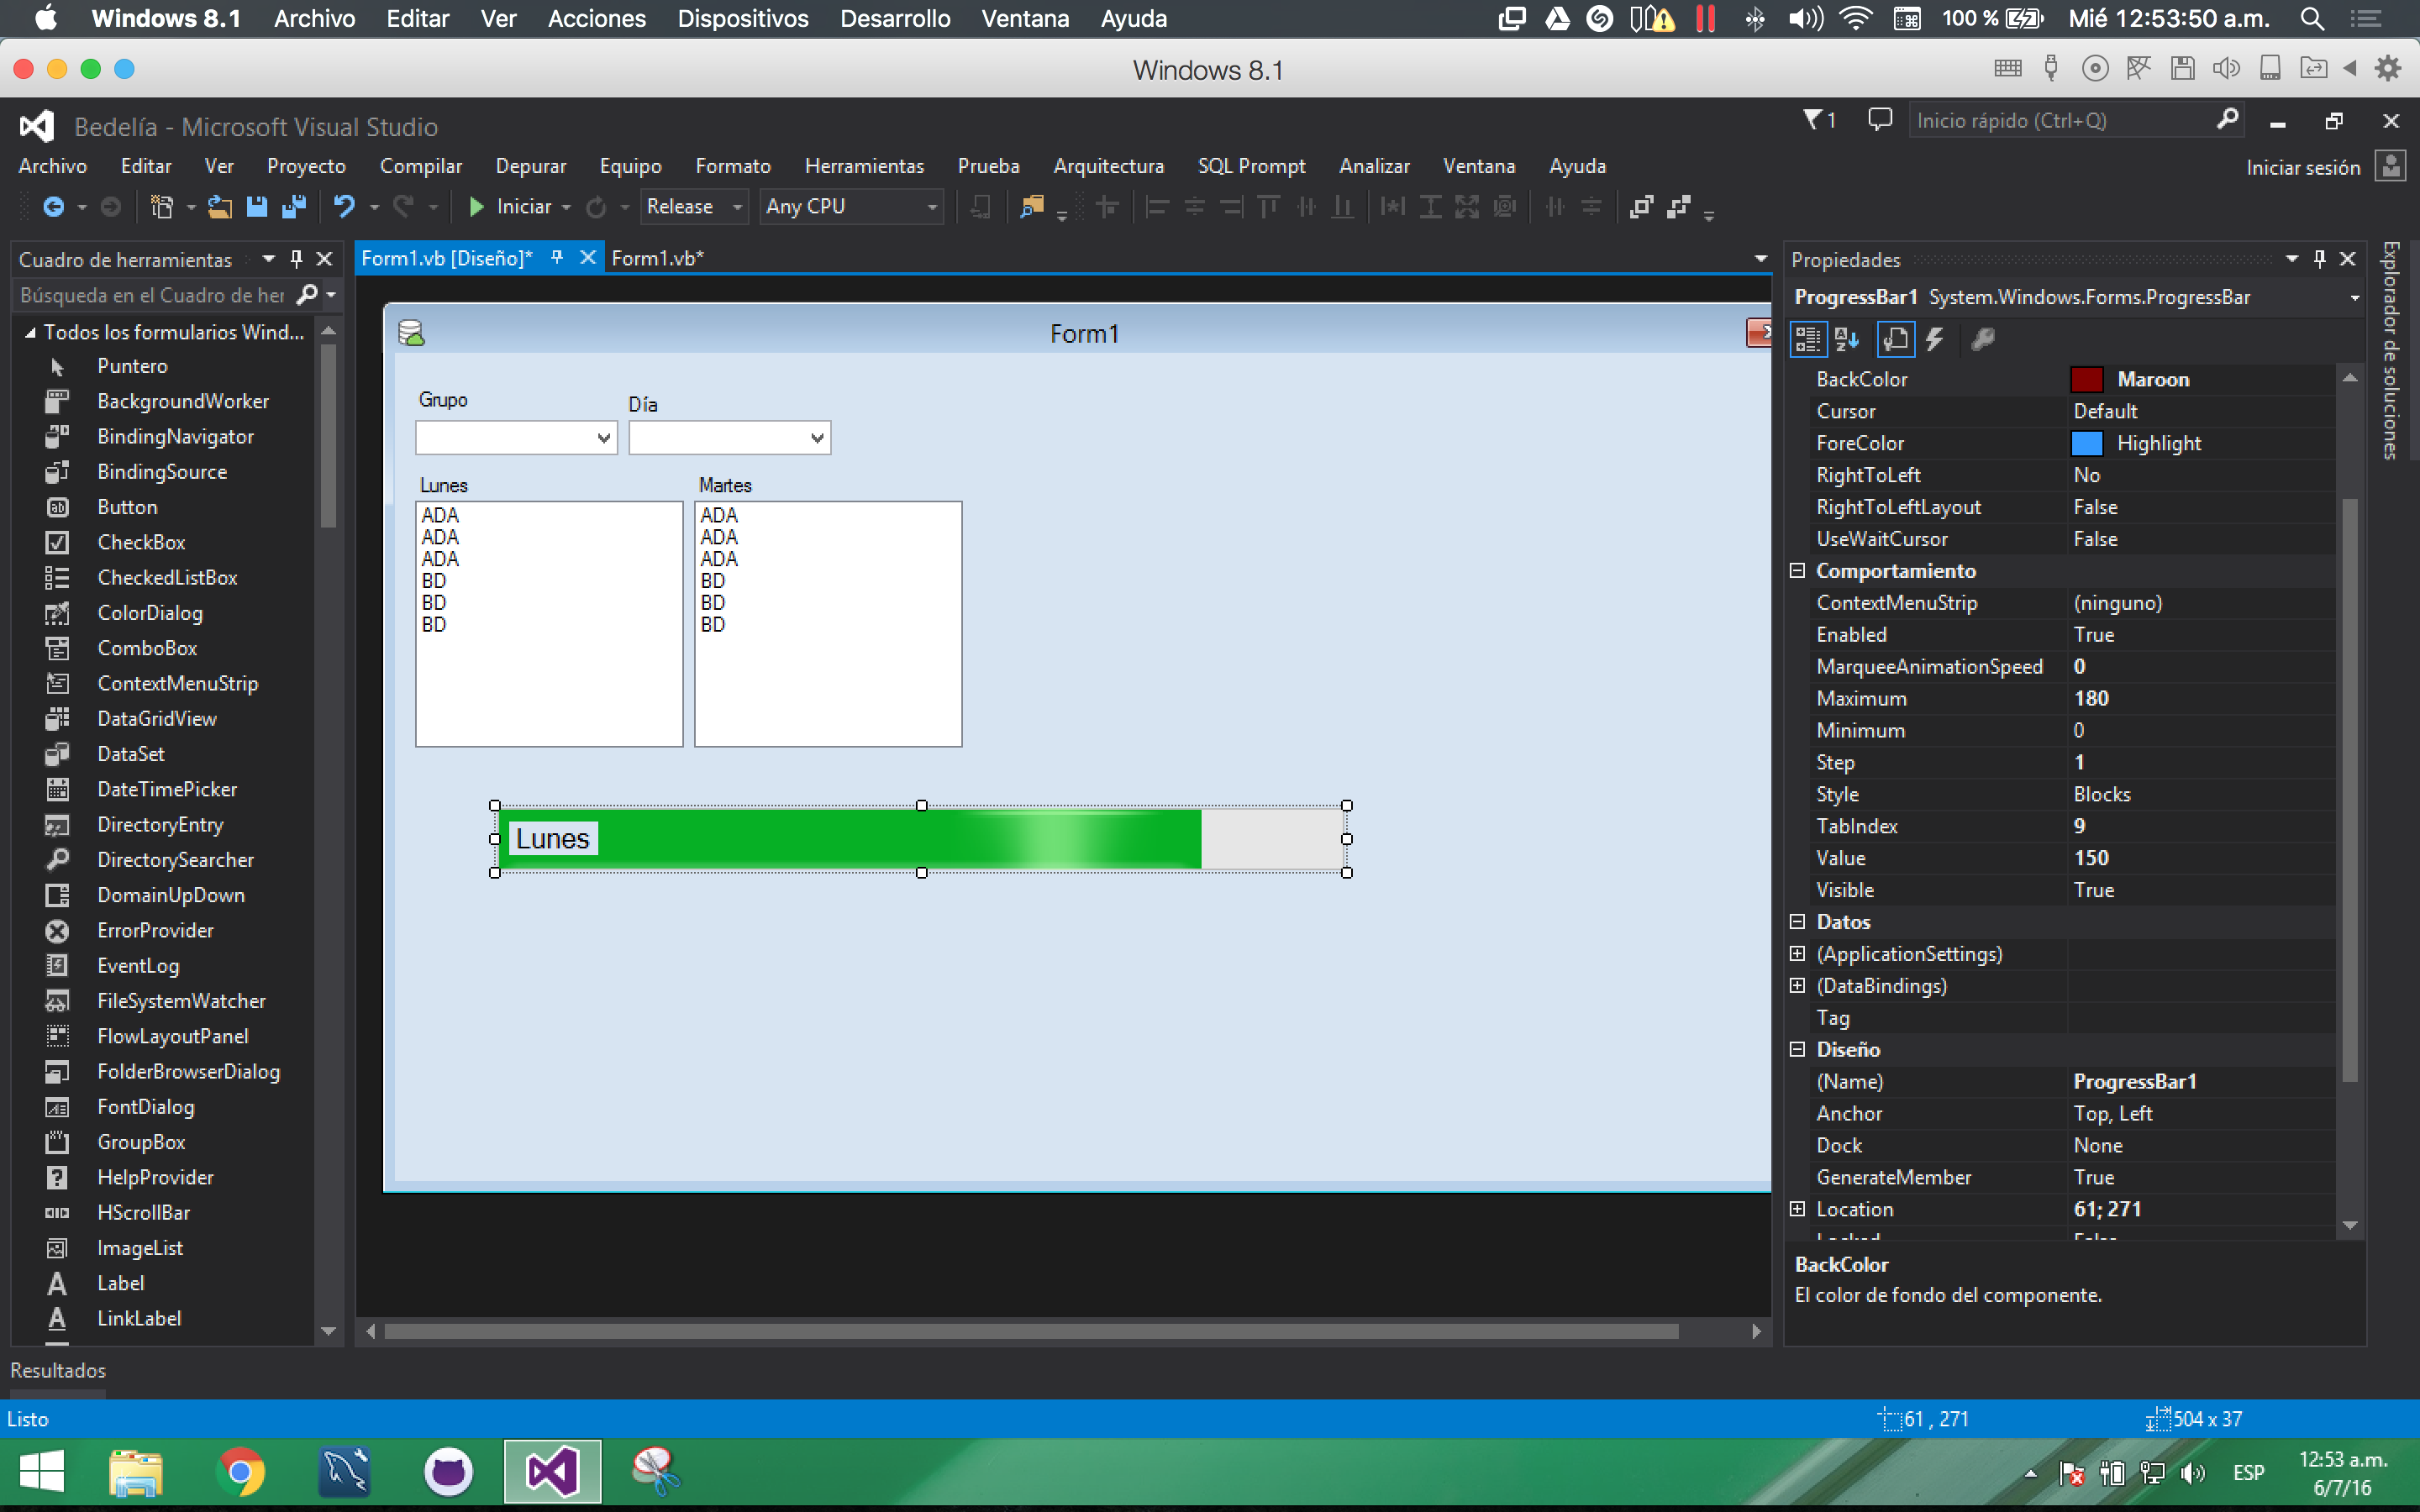 Windows 8.1 Archivo Editar Ver Acciones Dispositivos Desarrollo Ventana Ayuda 100 % Mié 12:53:50 a.m.
Windows 8.1
Bedelía - Microsoft Visual Studio 1 Inicio rápido (Ctrl+Q)
Archivo Editar Ver Proyecto Compilar Depurar Equipo Formato Herramientas Prueba Arquitectura SQL Prompt Analizar Ventana Ayuda Iniciar sesión
Iniciar Release Any CPU
Cuadro de herramientas
Búsqueda en el Cuadro de her
Todos los formularios Wind...
Puntero
BackgroundWorker
BindingNavigator
BindingSource
Button
CheckBox
CheckedListBox
ColorDialog
ComboBox
ContextMenuStrip
DataGridView
DataSet
DateTimePicker
DirectoryEntry
DirectorySearcher
DomainUpDown
ErrorProvider
EventLog
FileSystemWatcher
FlowLayoutPanel
FolderBrowserDialog
FontDialog
GroupBox
HelpProvider
HScrollBar
ImageList
Label
LinkLabel
Form1.vb [Diseño]* Form1.vb*
Form1
Grupo Día
Lunes Martes
ADA ADA
ADA ADA
ADA ADA
BD BD
BD BD
BD BD
Lunes
Propiedades
ProgressBar1 System.Windows.Forms.ProgressBar
BackColor Maroon
Cursor Default
ForeColor Highlight
RightToLeft No
RightToLeftLayout False
UseWaitCursor False
Comportamiento
ContextMenuStrip (ninguno)
Enabled True
MarqueeAnimationSpeed 0
Maximum 180
Minimum 0
Step 1
Style Blocks
TabIndex 9
Value 150
Visible True
Datos
(ApplicationSettings)
(DataBindings)
Tag
Diseño
(Name) ProgressBar1
Anchor Top, Left
Dock None
GenerateMember True
Location 61; 271
Locked False
BackColor
El color de fondo del componente.
Explorador de soluciones
Resultados
Listo 61 , 271 504 x 37
ESP 12:53 a.m.
6/7/16